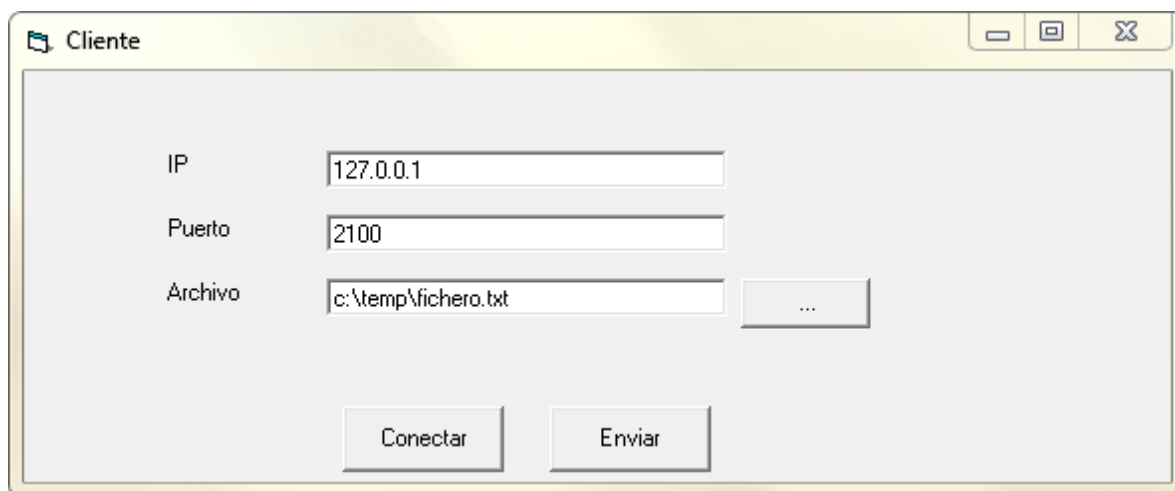 Cliente
IP 127.0.0.1
Puerto 2100
Archivo c:\temp\fichero.txt ...
Conectar Enviar